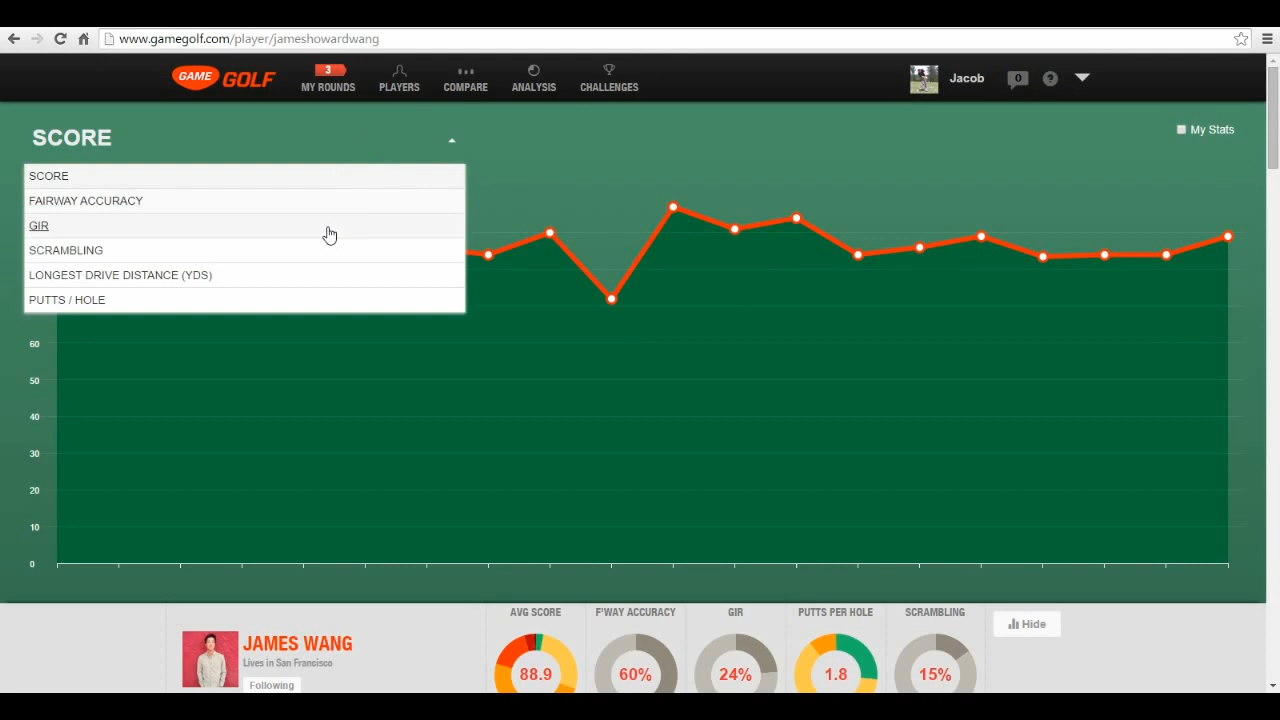 www.gamegolf.com/player/jameshowardwang
GAME GOLF
3
MY ROUNDS
PLAYERS
COMPARE
ANALYSIS
CHALLENGES
Jacob
0
?
SCORE
My Stats
SCORE
FAIRWAY ACCURACY
GIR
SCRAMBLING
LONGEST DRIVE DISTANCE (YDS)
PUTTS / HOLE
60
50
40
30
20
10
0
AVG SCORE
F'WAY ACCURACY
GIR
PUTTS PER HOLE
SCRAMBLING
Hide
JAMES WANG
Lives in San Francisco
Following
88.9
60%
24%
1.8
15%